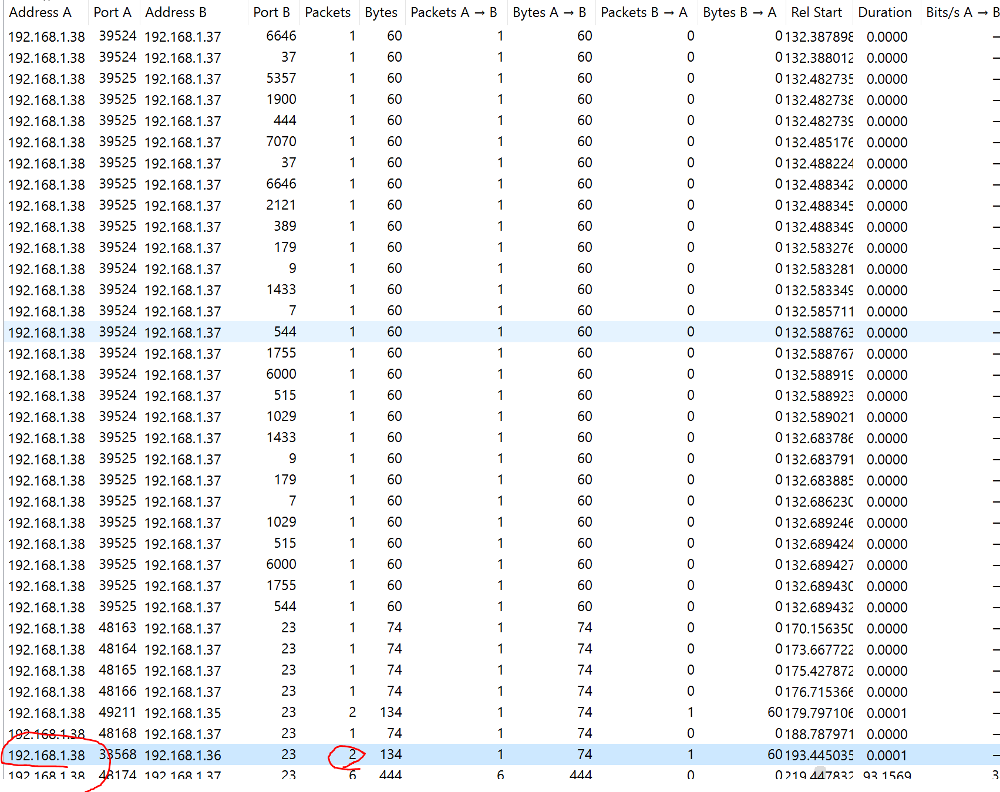 Address A Port A Address B Port B Packets Bytes Packets A → B Bytes A → B Packets B → A Bytes B → A Rel Start Duration Bits/s A → B
192.168.1.38 39524 192.168.1.37 6646 1 60 1 60 0 0 132.387898 0.0000 —
192.168.1.38 39524 192.168.1.37 37 1 60 1 60 0 0 132.388012 0.0000 —
192.168.1.38 39525 192.168.1.37 5357 1 60 1 60 0 0 132.482735 0.0000 —
192.168.1.38 39525 192.168.1.37 1900 1 60 1 60 0 0 132.482738 0.0000 —
192.168.1.38 39525 192.168.1.37 444 1 60 1 60 0 0 132.482739 0.0000 —
192.168.1.38 39525 192.168.1.37 7070 1 60 1 60 0 0 132.485176 0.0000 —
192.168.1.38 39525 192.168.1.37 37 1 60 1 60 0 0 132.488224 0.0000 —
192.168.1.38 39525 192.168.1.37 6646 1 60 1 60 0 0 132.488342 0.0000 —
192.168.1.38 39525 192.168.1.37 2121 1 60 1 60 0 0 132.488345 0.0000 —
192.168.1.38 39525 192.168.1.37 389 1 60 1 60 0 0 132.488349 0.0000 —
192.168.1.38 39524 192.168.1.37 179 1 60 1 60 0 0 132.583276 0.0000 —
192.168.1.38 39524 192.168.1.37 9 1 60 1 60 0 0 132.583281 0.0000 —
192.168.1.38 39524 192.168.1.37 1433 1 60 1 60 0 0 132.583349 0.0000 —
192.168.1.38 39524 192.168.1.37 7 1 60 1 60 0 0 132.585711 0.0000 —
192.168.1.38 39524 192.168.1.37 544 1 60 1 60 0 0 132.588763 0.0000 —
192.168.1.38 39524 192.168.1.37 1755 1 60 1 60 0 0 132.588767 0.0000 —
192.168.1.38 39524 192.168.1.37 6000 1 60 1 60 0 0 132.588919 0.0000 —
192.168.1.38 39524 192.168.1.37 515 1 60 1 60 0 0 132.588923 0.0000 —
192.168.1.38 39524 192.168.1.37 1029 1 60 1 60 0 0 132.589021 0.0000 —
192.168.1.38 39525 192.168.1.37 1433 1 60 1 60 0 0 132.683786 0.0000 —
192.168.1.38 39525 192.168.1.37 9 1 60 1 60 0 0 132.683791 0.0000 —
192.168.1.38 39525 192.168.1.37 179 1 60 1 60 0 0 132.683885 0.0000 —
192.168.1.38 39525 192.168.1.37 7 1 60 1 60 0 0 132.686230 0.0000 —
192.168.1.38 39525 192.168.1.37 1029 1 60 1 60 0 0 132.689246 0.0000 —
192.168.1.38 39525 192.168.1.37 515 1 60 1 60 0 0 132.689424 0.0000 —
192.168.1.38 39525 192.168.1.37 6000 1 60 1 60 0 0 132.689427 0.0000 —
192.168.1.38 39525 192.168.1.37 1755 1 60 1 60 0 0 132.689430 0.0000 —
192.168.1.38 39525 192.168.1.37 544 1 60 1 60 0 0 132.689432 0.0000 —
192.168.1.38 48163 192.168.1.37 23 1 74 1 74 0 0 170.156350 0.0000 —
192.168.1.38 48164 192.168.1.37 23 1 74 1 74 0 0 173.667722 0.0000 —
192.168.1.38 48165 192.168.1.37 23 1 74 1 74 0 0 175.427872 0.0000 —
192.168.1.38 48166 192.168.1.37 23 1 74 1 74 0 0 176.715366 0.0000 —
192.168.1.38 49211 192.168.1.35 23 2 134 1 74 1 60 179.797106 0.0001 —
192.168.1.38 48168 192.168.1.37 23 1 74 1 74 0 0 188.787971 0.0000 —
192.168.1.38 33568 192.168.1.36 23 2 134 1 74 1 60 193.445035 0.0001 —
192.168.1.38 48174 192.168.1.37 23 6 444 6 444 0 0 219.447832 93.1569 3